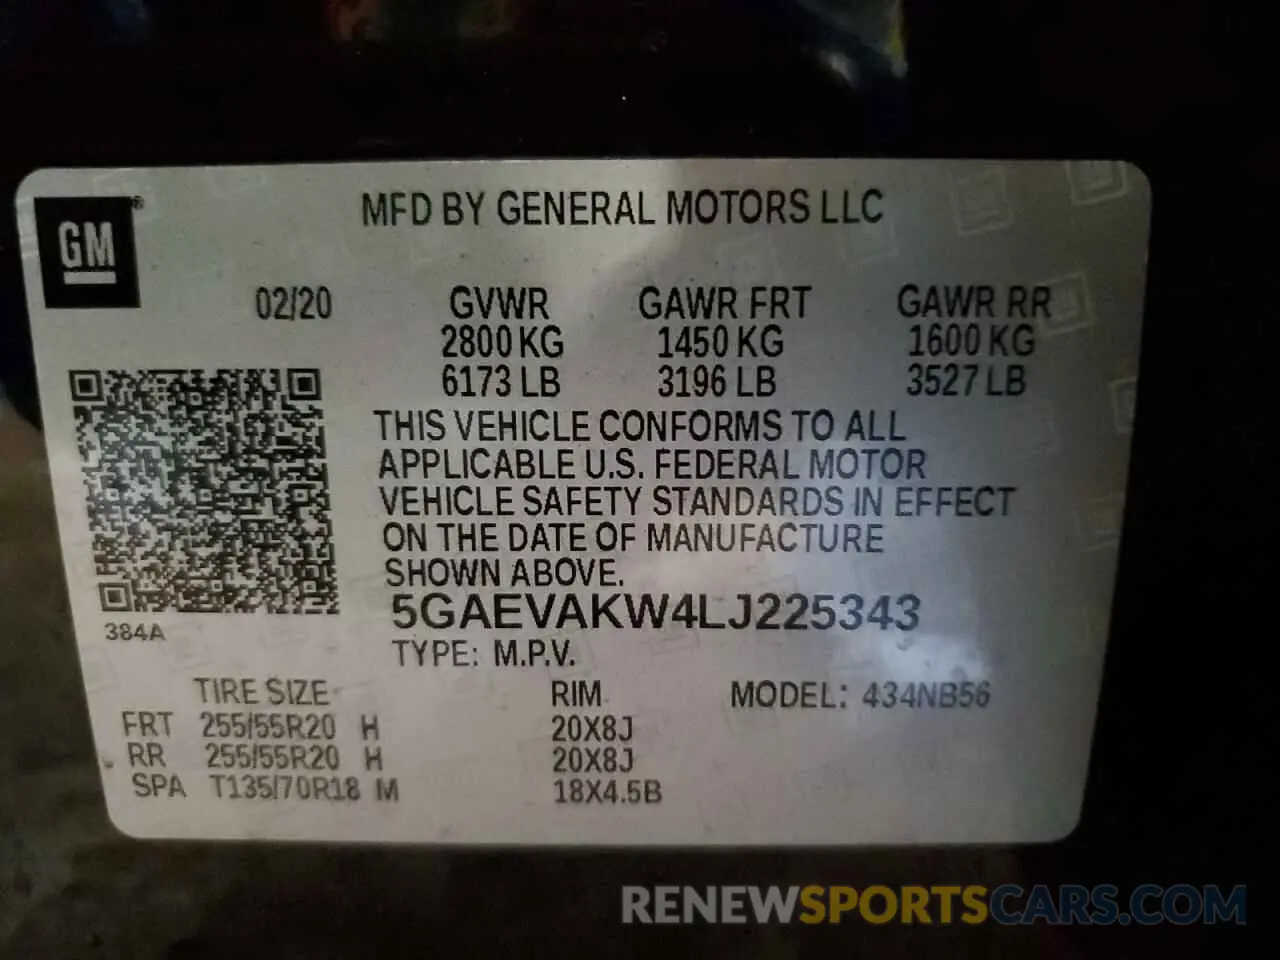 MFD BY GENERAL MOTORS LLC
GM ®
02/20 GVWR GAWR FRT GAWR RR
2800 KG 1450 KG 1600 KG
6173 LB 3196 LB 3527 LB
THIS VEHICLE CONFORMS TO ALL
APPLICABLE U.S. FEDERAL MOTOR
VEHICLE SAFETY STANDARDS IN EFFECT
ON THE DATE OF MANUFACTURE
SHOWN ABOVE.
5GAEVAKW4LJ225343
384A
TYPE: M.P.V.
TIRE SIZE RIM MODEL: 434NB56
FRT 255/55R20 H 20X8J
RR 255/55R20 H 20X8J
SPA T135/70R18 M 18X4.5B
RENEWSPORTSCARS.COM